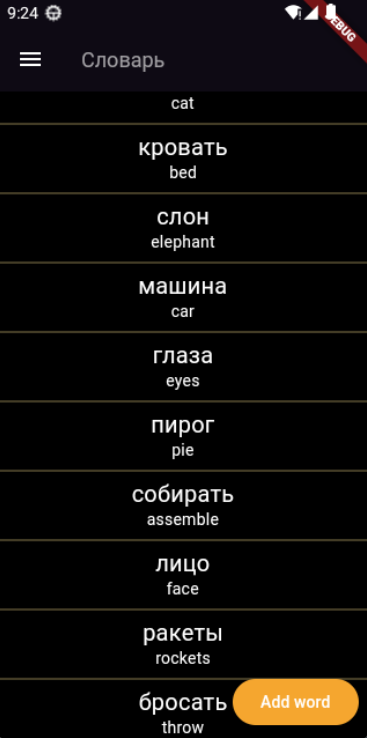 9:24
DEBUG
Словарь
cat
кровать
bed
слон
elephant
машина
car
глаза
eyes
пирог
pie
собирать
assemble
лицо
face
ракеты
rockets
бросать
throw
Add word